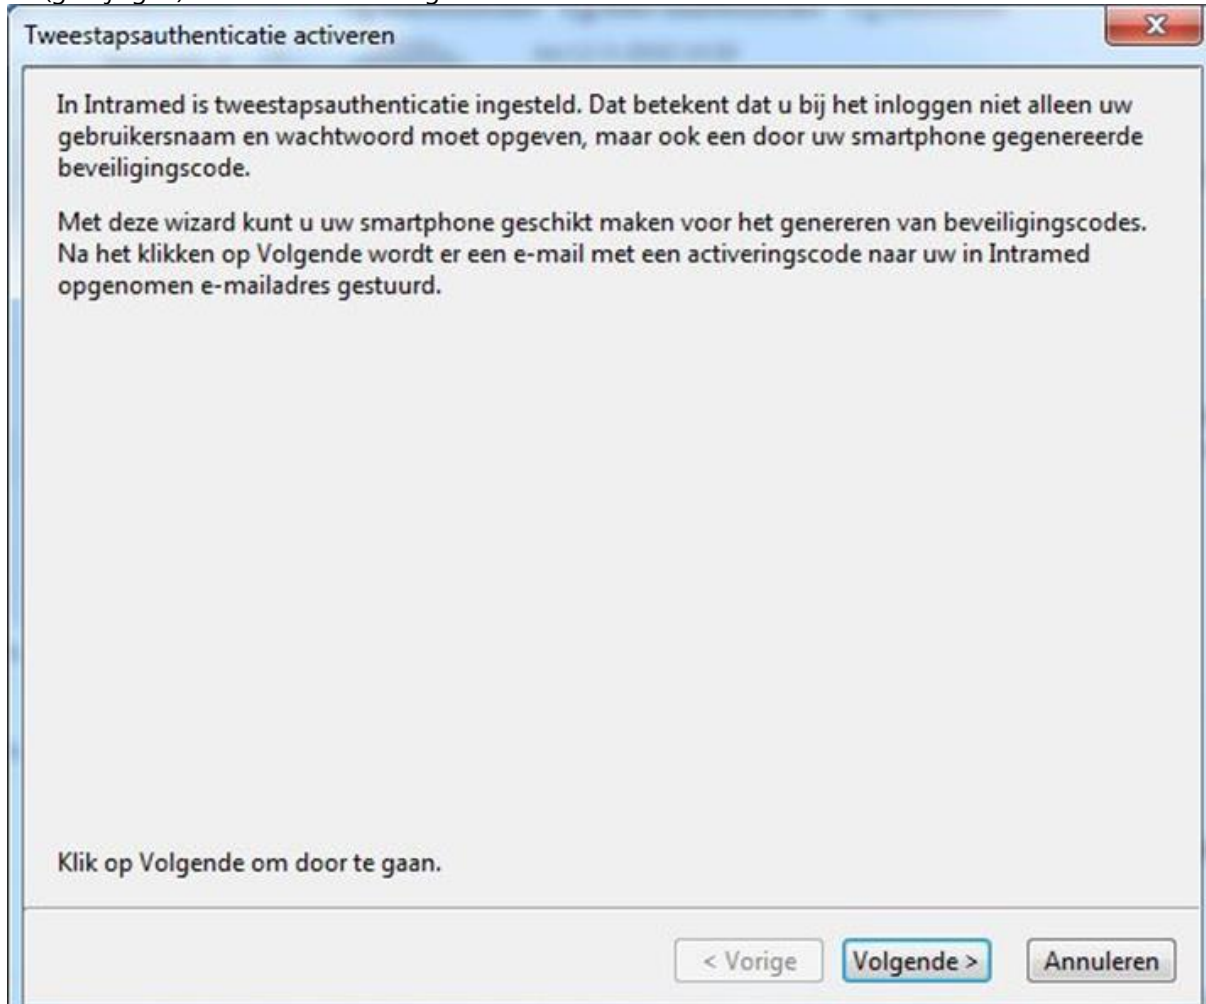 Tweestapsauthenticatie activeren
In Intramed is tweestapsauthenticatie ingesteld. Dat betekent dat u bij het inloggen niet alleen uw
gebruikersnaam en wachtwoord moet opgeven, maar ook een door uw smartphone gegenereerde
beveiligingscode.
Met deze wizard kunt u uw smartphone geschikt maken voor het genereren van beveiligingscodes.
Na het klikken op Volgende wordt er een e-mail met een activeringscode naar uw in Intramed
opgenomen e-mailadres gestuurd.
Klik op Volgende om door te gaan.
< Vorige Volgende > Annuleren